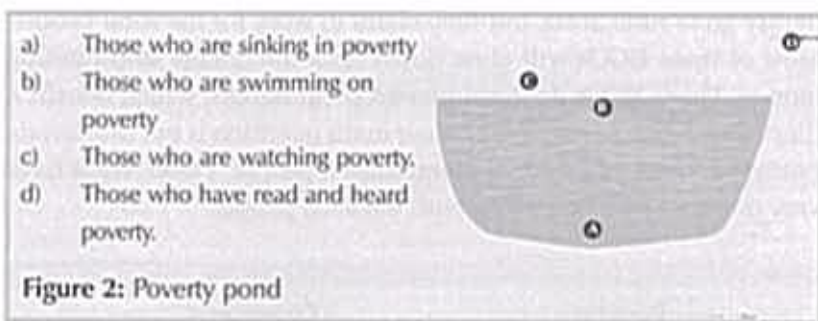 a) Those who are sinking in poverty
b) Those who are swimming on
poverty
c) Those who are watching poverty.
d) Those who have read and heard
poverty.
C
B
A
Figure 2: Poverty pond